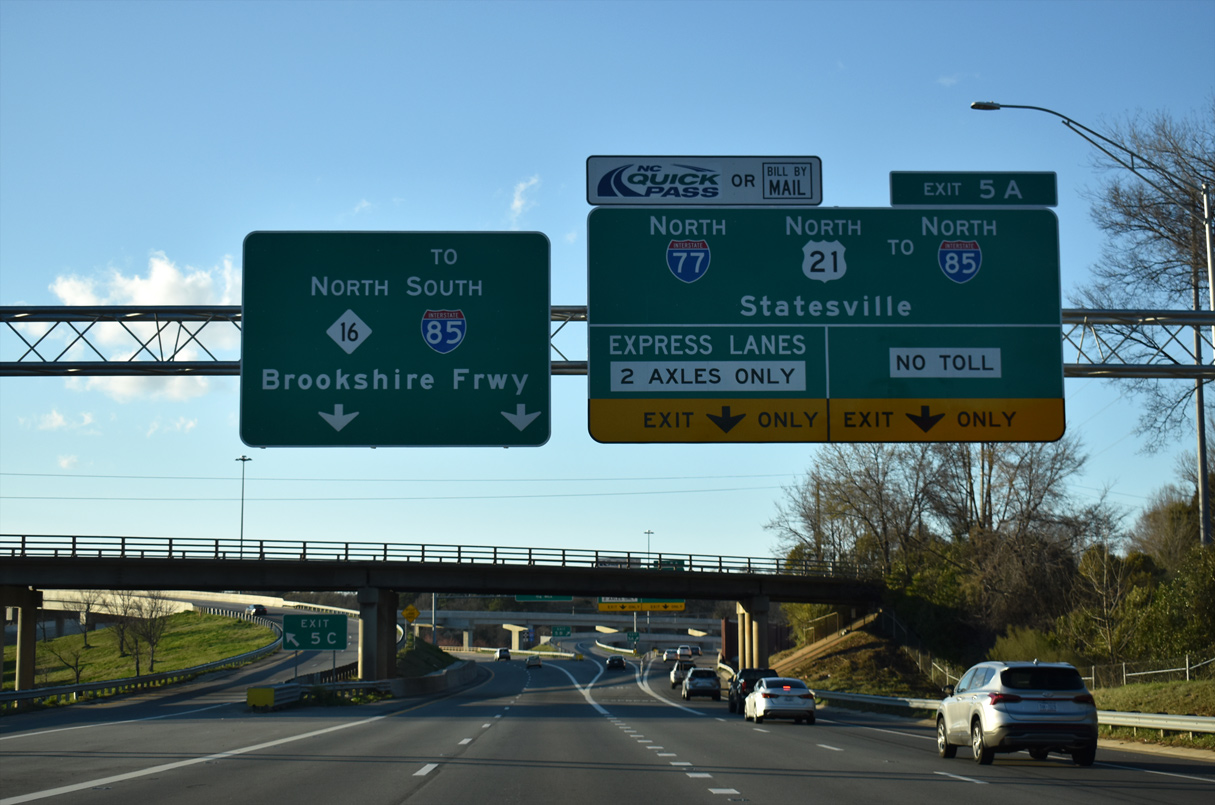 TO
NORTH SOUTH
16 INTERSTATE 85
Brookshire Frwy
NC QUICK PASS OR BILL BY MAIL
EXIT 5 A
NORTH NORTH TO NORTH
INTERSTATE 77 21 INTERSTATE 85
Statesville
EXPRESS LANES
2 AXLES ONLY
NO TOLL
EXIT ONLY EXIT ONLY
EXIT
5 C